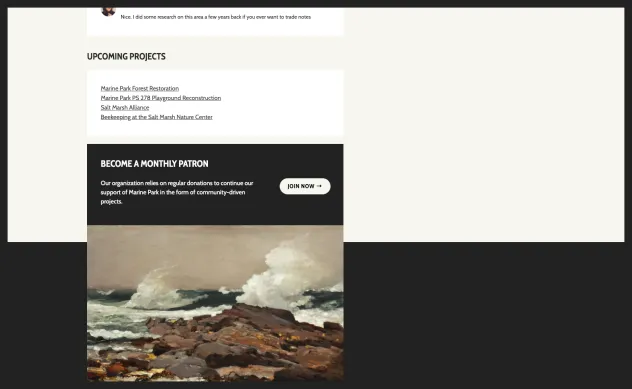 Nice. I did some research on this area a few years back if you ever want to trade notes
UPCOMING PROJECTS
Marine Park Forest Restoration
Marine Park PS 278 Playground Reconstruction
Salt Marsh Alliance
Beekeeping at the Salt Marsh Nature Center
BECOME A MONTHLY PATRON
Our organization relies on regular donations to continue our
support of Marine Park in the form of community-driven
projects.
JOIN NOW →